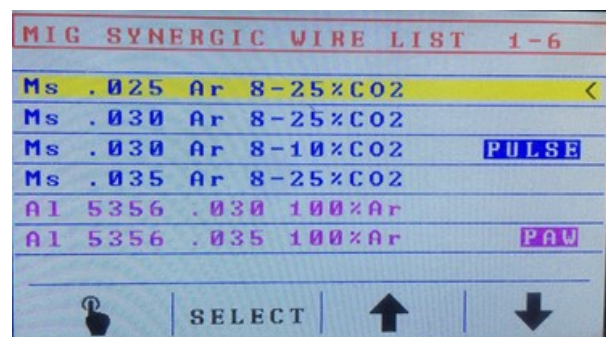 MIG SYNERGIC WIRE LIST 1-6
Ms .025 Ar 8-25%CO2 <
Ms .030 Ar 8-25%CO2
Ms .030 Ar 8-10%CO2 PULSE
Ms .035 Ar 8-25%CO2
Al 5356 .030 100%Ar
Al 5356 .035 100%Ar PAW
SELECT